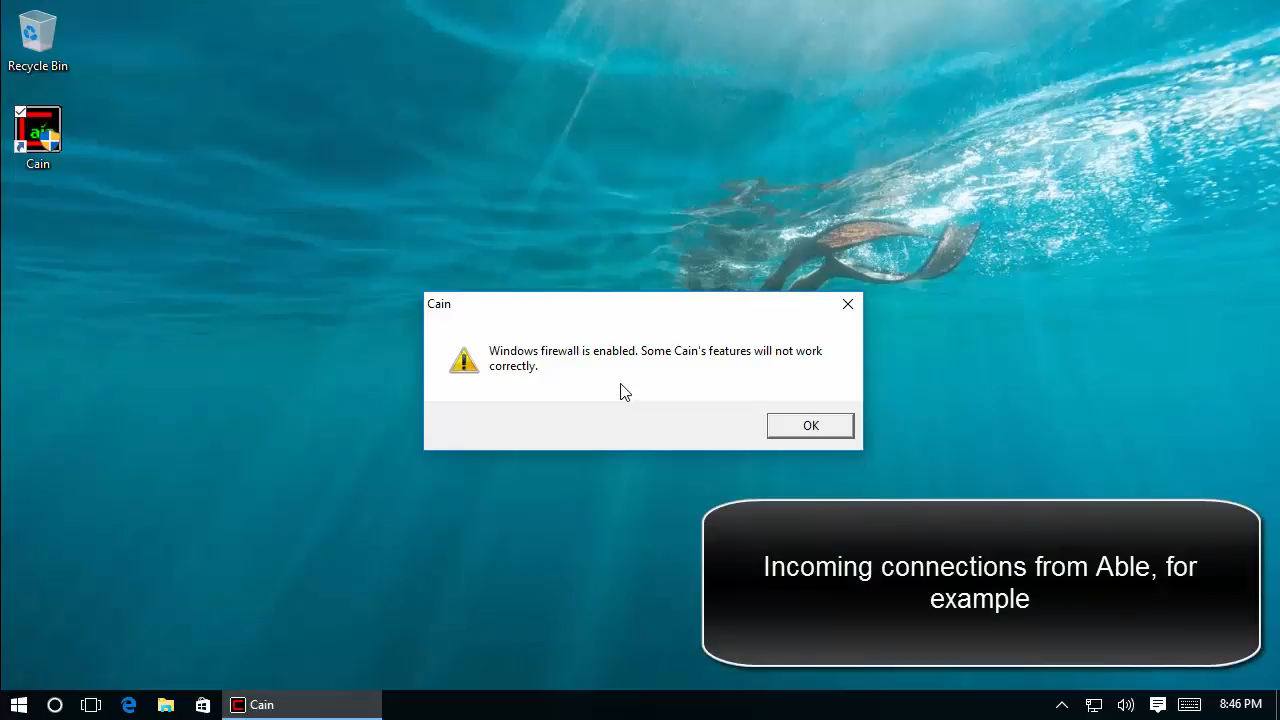 Recycle Bin
Cain
Cain
Windows firewall is enabled. Some Cain's features will not work
correctly.
OK
Incoming connections from Able, for
example
Cain
8:46 PM